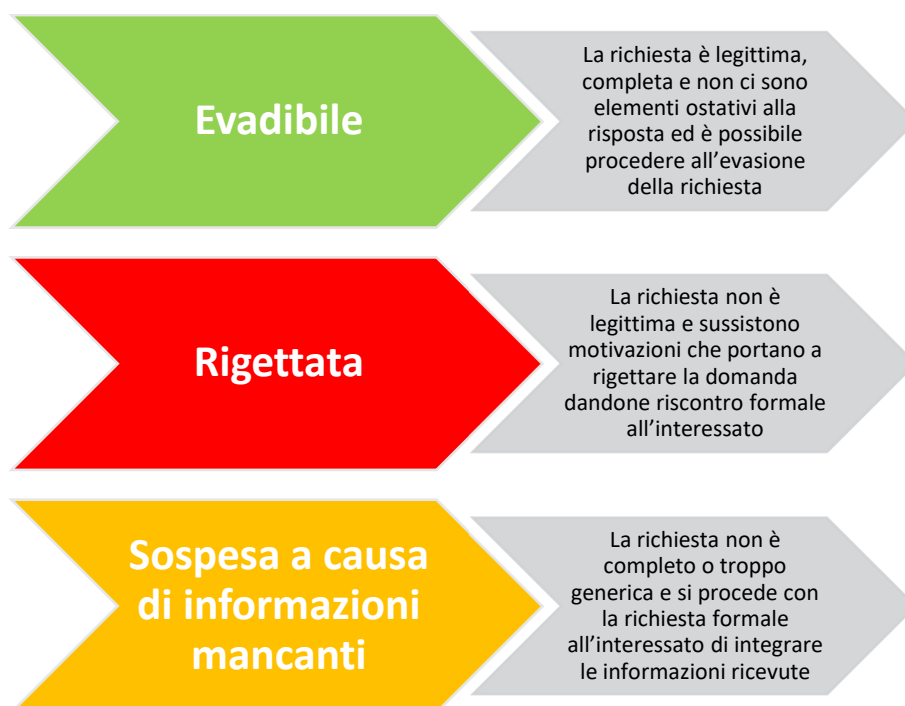 Evadibile
La richiesta è legittima,
completa e non ci sono
elementi ostativi alla
risposta ed è possibile
procedere all’evasione
della richiesta
Rigettata
La richiesta non è
legittima e sussistono
motivazioni che portano a
rigettare la domanda
dandone riscontro formale
all’interessato
Sospesa a causa
di informazioni
mancanti
La richiesta non è
completo o troppo
generica e si procede con
la richiesta formale
all’interessato di integrare
le informazioni ricevute